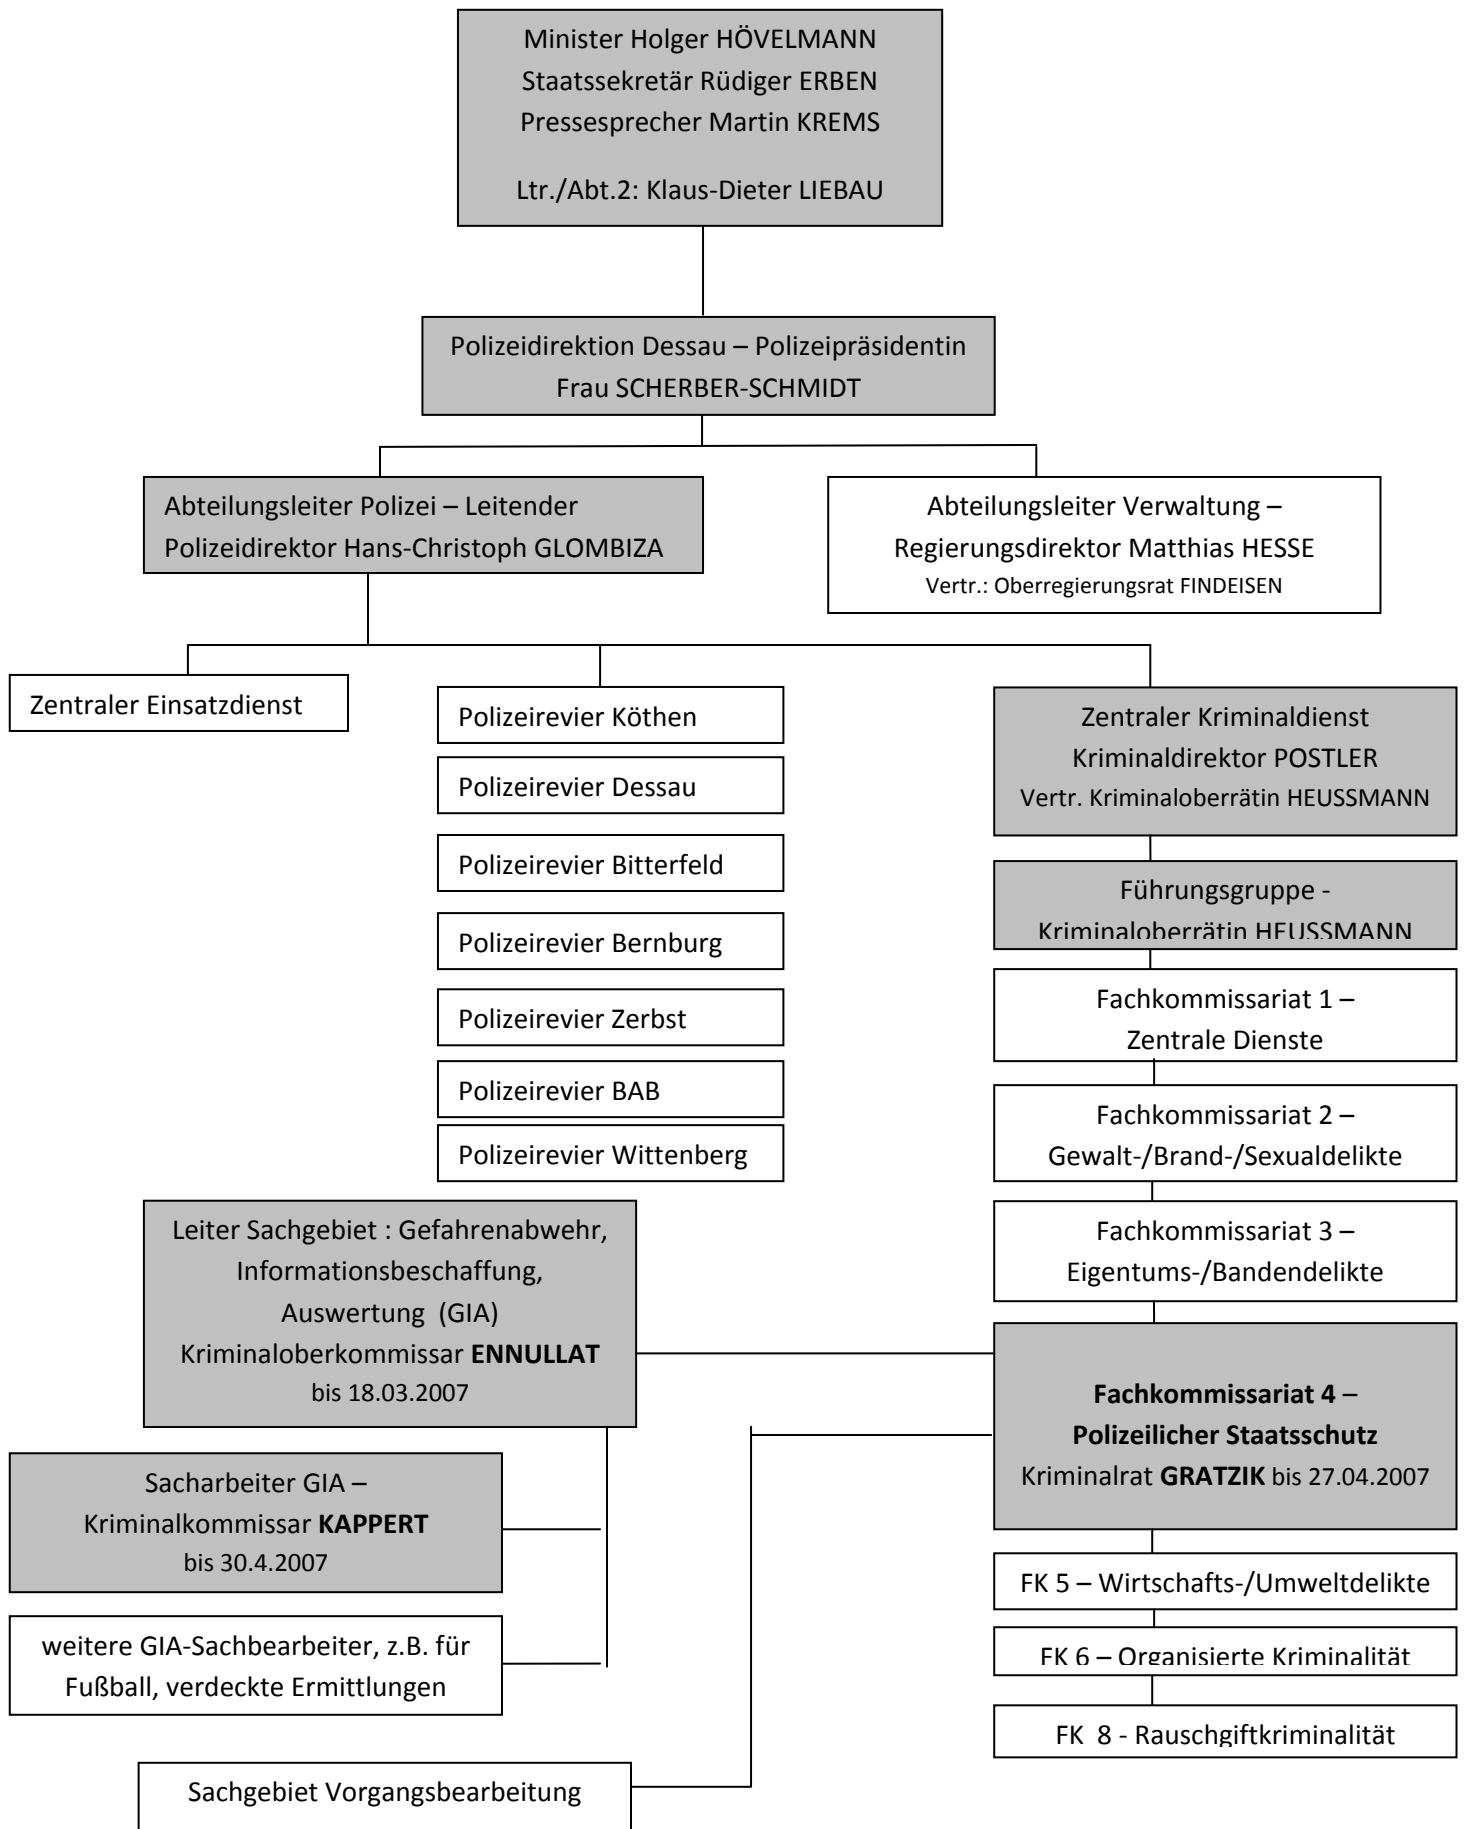 Minister Holger HÖVELMANN
Staatssekretär Rüdiger ERBEN
Pressesprecher Martin KREMS
Ltr./Abt.2: Klaus-Dieter LIEBAU
Polizeidirektion Dessau – Polizeipräsidentin
Frau SCHERBER-SCHMIDT
Abteilungsleiter Polizei – Leitender
Polizeidirektor Hans-Christoph GLOMBIZA
Abteilungsleiter Verwaltung –
Regierungsdirektor Matthias HESSE
Vertr.: Oberregierungsrat FINDEISEN
Zentraler Einsatzdienst
Polizeirevier Köthen
Polizeirevier Dessau
Polizeirevier Bitterfeld
Polizeirevier Bernburg
Polizeirevier Zerbst
Polizeirevier BAB
Polizeirevier Wittenberg
Zentraler Kriminaldienst
Kriminaldirektor POSTLER
Vertr. Kriminaloberrätin HEUSSMANN
Führungsgruppe -
Kriminaloberrätin HEUSSMANN
Fachkommissariat 1 –
Zentrale Dienste
Fachkommissariat 2 –
Gewalt-/Brand-/Sexualdelikte
Fachkommissariat 3 –
Eigentums-/Bandendelikte
Fachkommissariat 4 –
Polizeilicher Staatsschutz
Kriminalrat GRATZIK bis 27.04.2007
FK 5 – Wirtschafts-/Umweltdelikte
FK 6 – Organisierte Kriminalität
FK  8 - Rauschgiftkriminalität
Leiter Sachgebiet : Gefahrenabwehr,
Informationsbeschaffung,
Auswertung  (GIA)
Kriminaloberkommissar ENNULLAT
bis 18.03.2007
Sacharbeiter GIA –
Kriminalkommissar KAPPERT
bis 30.4.2007
weitere GIA-Sachbearbeiter, z.B. für
Fußball, verdeckte Ermittlungen
Sachgebiet Vorgangsbearbeitung